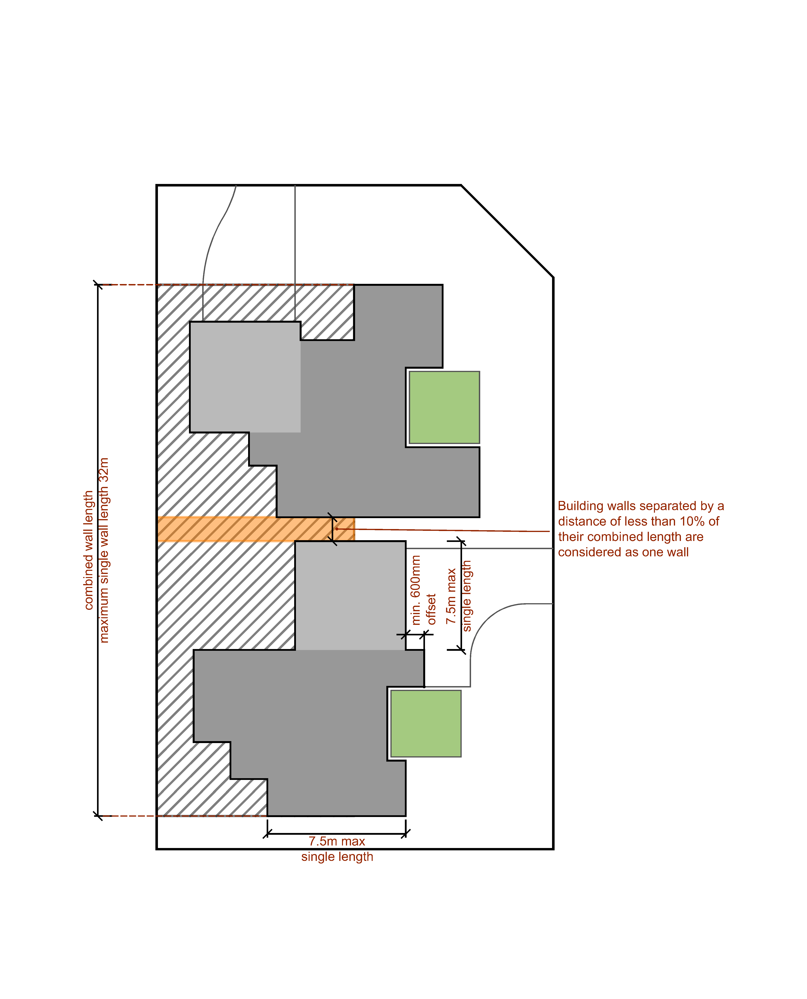 combined wall length
maximum single wall length 32m
Building walls separated by a
distance of less than 10% of
their combined length are
considered as one wall
min. 600mm
offset
7.5m max
single length
7.5m max
single length